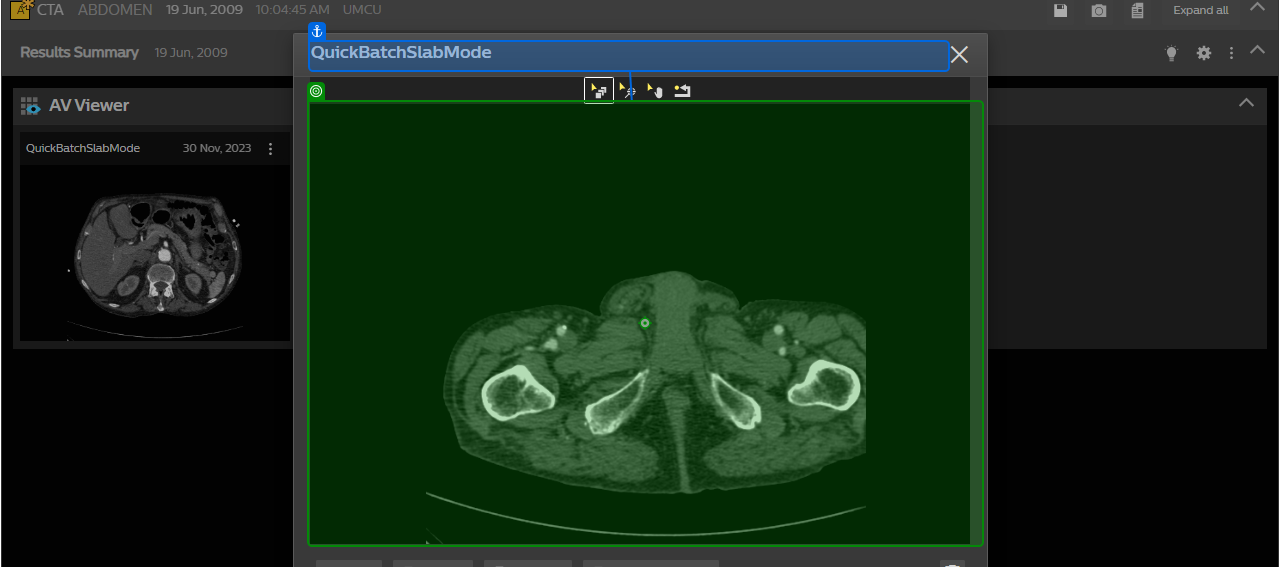 A CTA ABDOMEN 19 Jun, 2009 10:04:45 AM UMCU Expand all
Results Summary 19 Jun, 2009
QuickBatchSlabMode
AV Viewer
QuickBatchSlabMode 30 Nov, 2023